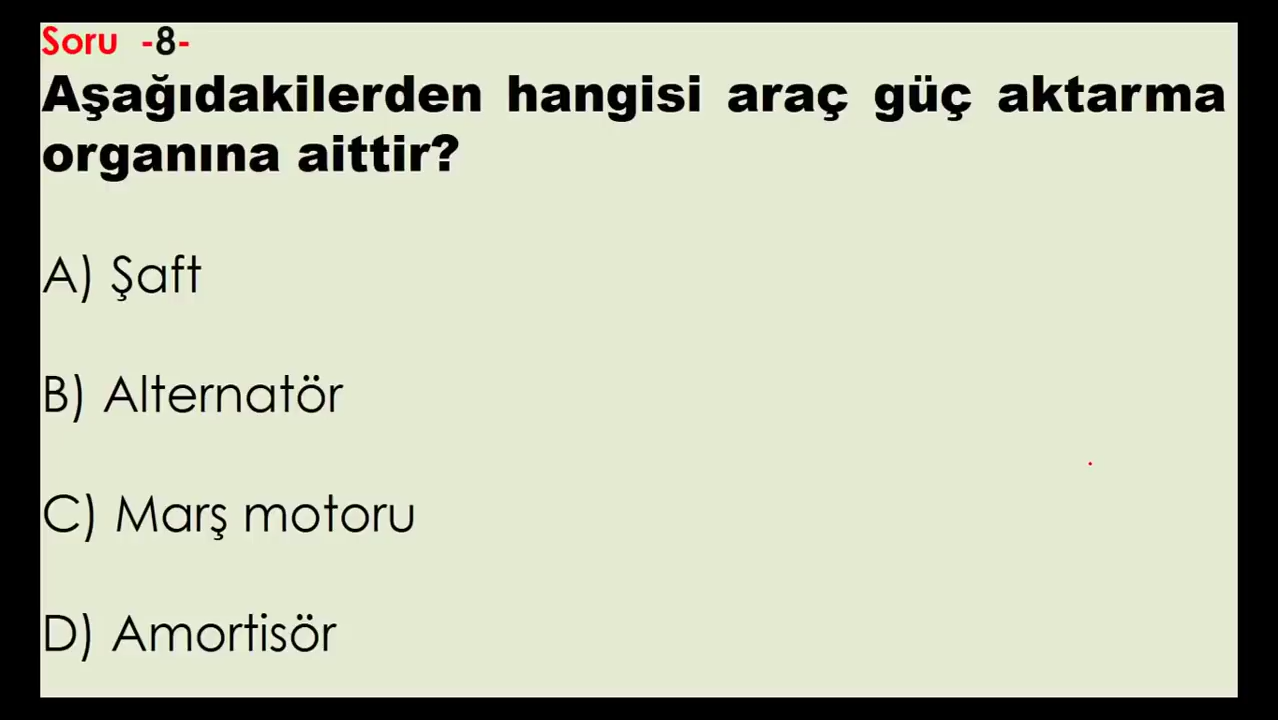 Soru -8-
Aşağıdakilerden hangisi araç güç aktarma
organına aittir?
A) Şaft
B) Alternatör
C) Marş motoru
D) Amortisör